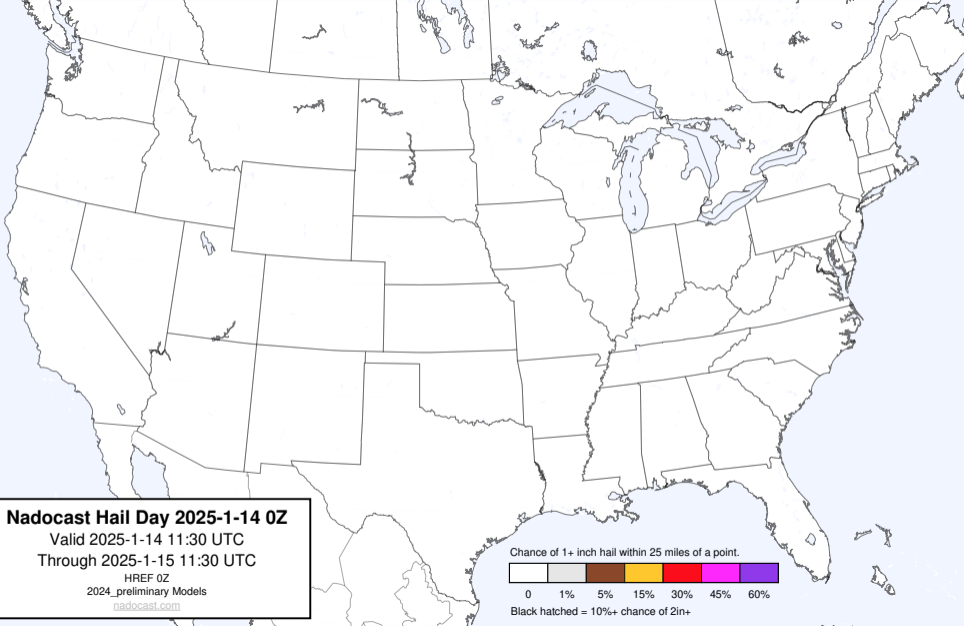 Nadocast Hail Day 2025-1-14 0Z
Valid 2025-1-14 11:30 UTC
Through 2025-1-15 11:30 UTC
HREF 0Z
2024_preliminary Models
nadocast.com
Chance of 1+ inch hail within 25 miles of a point.
0 1% 5% 15% 30% 45% 60%
Black hatched = 10%+ chance of 2in+